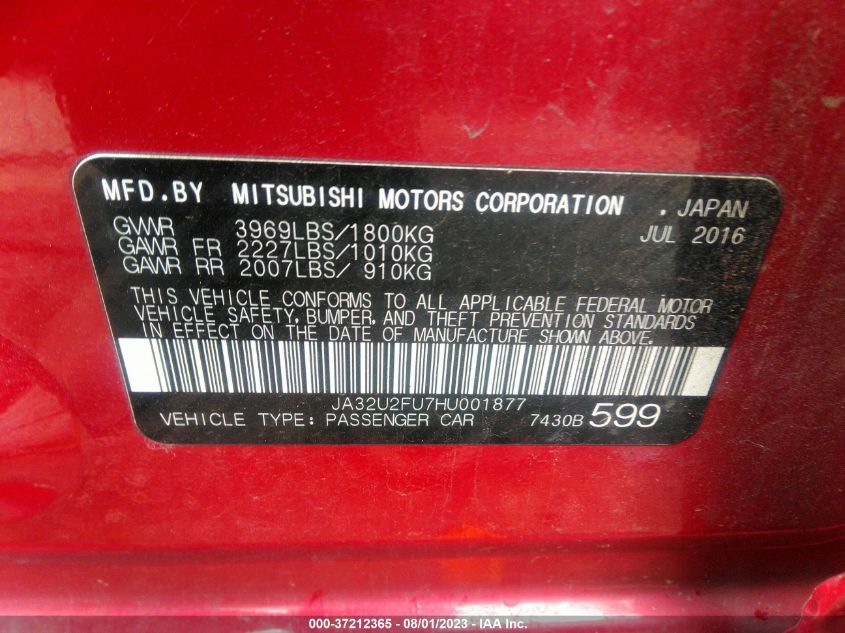 MFD.BY MITSUBISHI MOTORS CORPORATION . JAPAN
GVWR 3969LBS/1800KG JUL 2016
GAWR FR 2227LBS/1010KG
GAWR RR 2007LBS/ 910KG
THIS VEHICLE CONFORMS TO ALL APPLICABLE FEDERAL MOTOR
VEHICLE SAFETY, BUMPER, AND THEFT PREVENTION STANDARDS
IN EFFECT ON THE DATE OF MANUFACTURE SHOWN ABOVE.
JA32U2FU7HU001877
VEHICLE TYPE: PASSENGER CAR 7430B 599
000-37212365 - 08/01/2023 - IAA Inc.